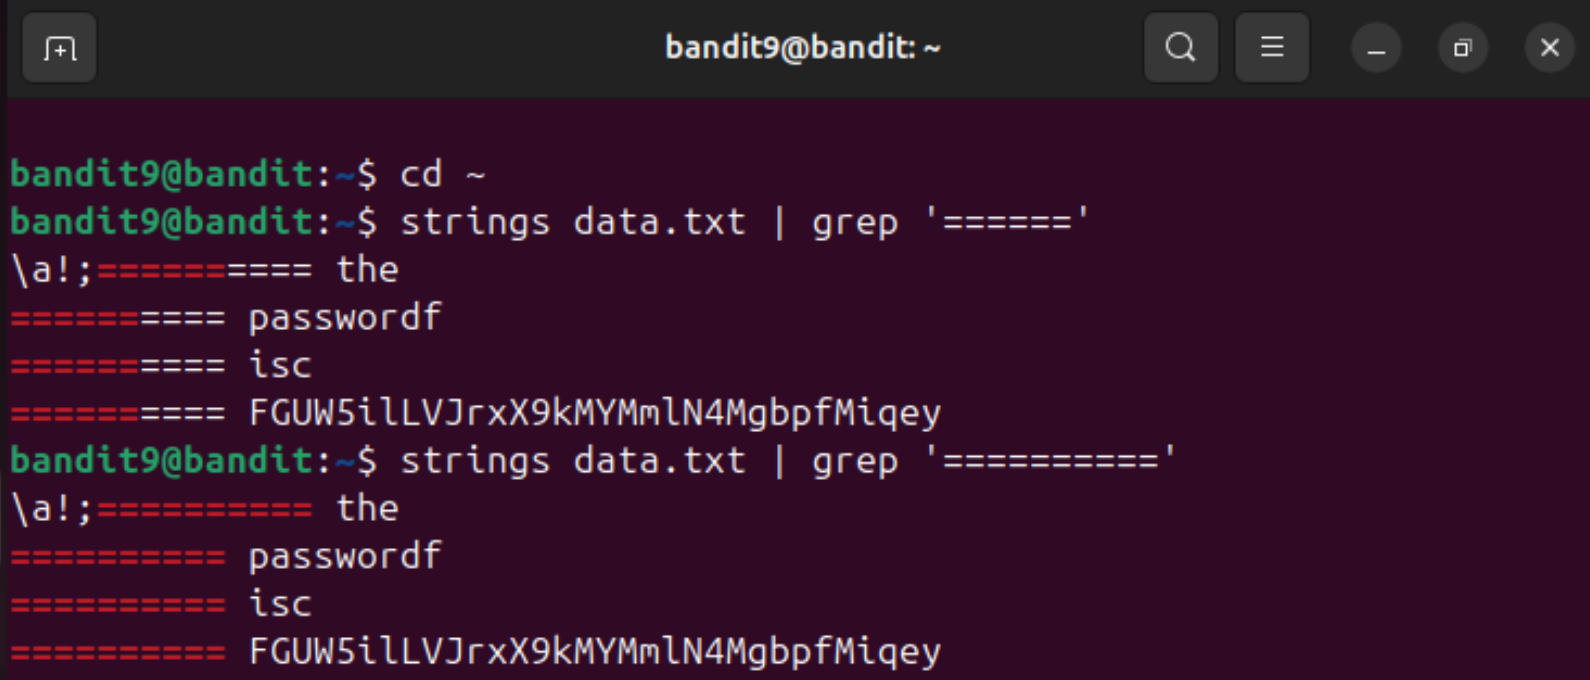 bandit9@bandit: ~
bandit9@bandit:~$ cd ~
bandit9@bandit:~$ strings data.txt | grep '======'
\a!;========== the
========== passwordf
========== isc
========== FGUW5ilLVJrxX9kMYMmlN4MgbpfMiqey
bandit9@bandit:~$ strings data.txt | grep '=========='
\a!;========== the
========== passwordf
========== isc
========== FGUW5ilLVJrxX9kMYMmlN4MgbpfMiqey